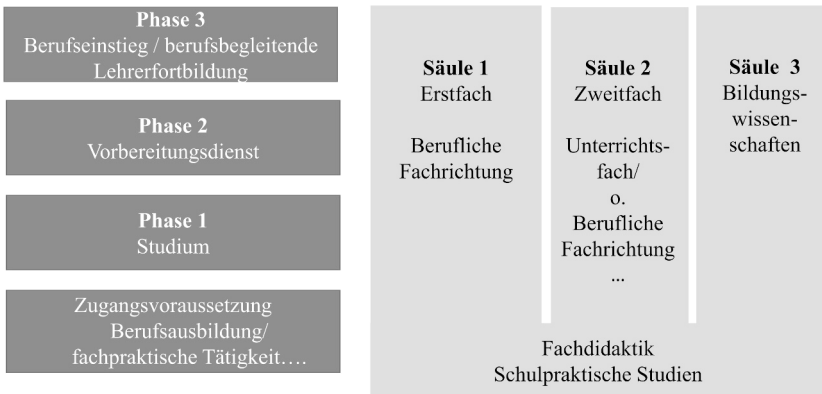 Phase 3
Berufseinstieg / berufsbegleitende
Lehrerfortbildung
Phase 2
Vorbereitungsdienst
Phase 1
Studium
Zugangsvoraussetzung
Berufsausbildung/
fachpraktische Tätigkeit….
Säule 1
Erstfach
Berufliche
Fachrichtung
Säule 2
Zweitfach
Unterrichts-
fach/
o.
Berufliche
Fachrichtung
...
Säule 3
Bildungs-
wissen-
schaften
Fachdidaktik
Schulpraktische Studien